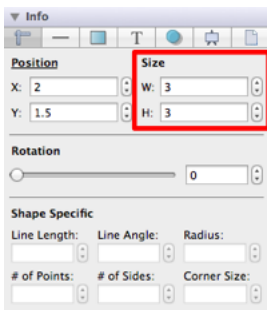 Info
T
Position Size
X: 2 W: 3
Y: 1.5 H: 3
Rotation
0
Shape Specific
Line Length: Line Angle: Radius:
# of Points: # of Sides: Corner Size: